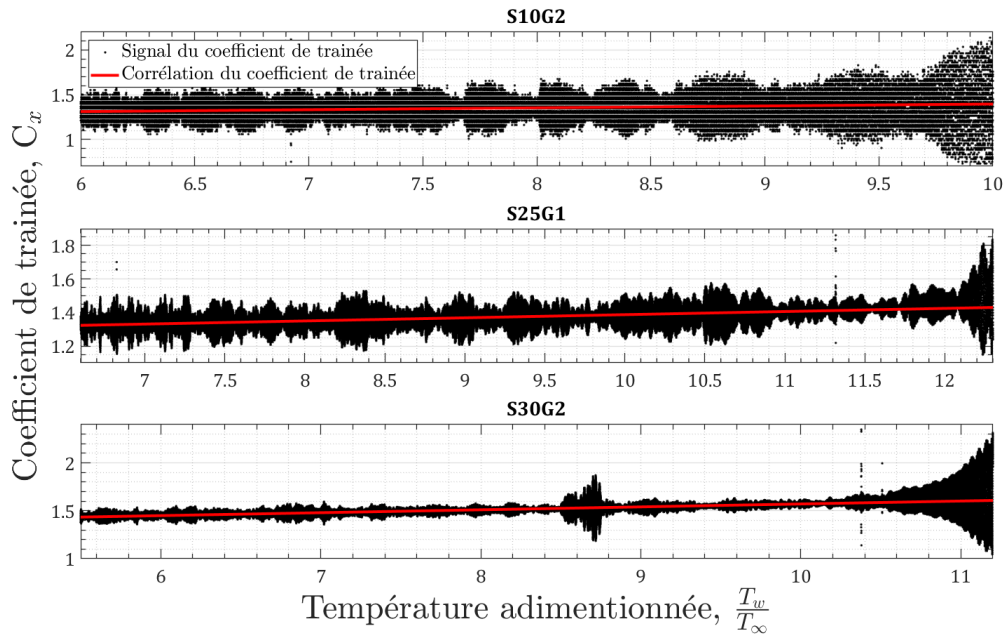 S10G2
Signal du coefficient de trainée
Corrélation du coefficient de trainée
2
1.5
1
6 6.5 7 7.5 8 8.5 9 9.5 10
S25G1
1.8
1.6
1.4
1.2
7 7.5 8 8.5 9 9.5 10 10.5 11 11.5 12
S30G2
2
1.5
1
6 7 8 9 10 11
Coefficient de trainée, C_x
Température adimentionnée, T_w/T_∞